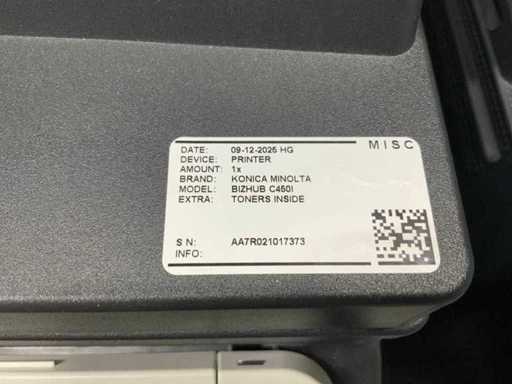 MISC
DATE: 09-12-2025 HG
DEVICE: PRINTER
AMOUNT: 1x
BRAND: KONICA MINOLTA
MODEL: BIZHUB C450I
EXTRA: TONERS INSIDE
S N: AA7R021017373
INFO: